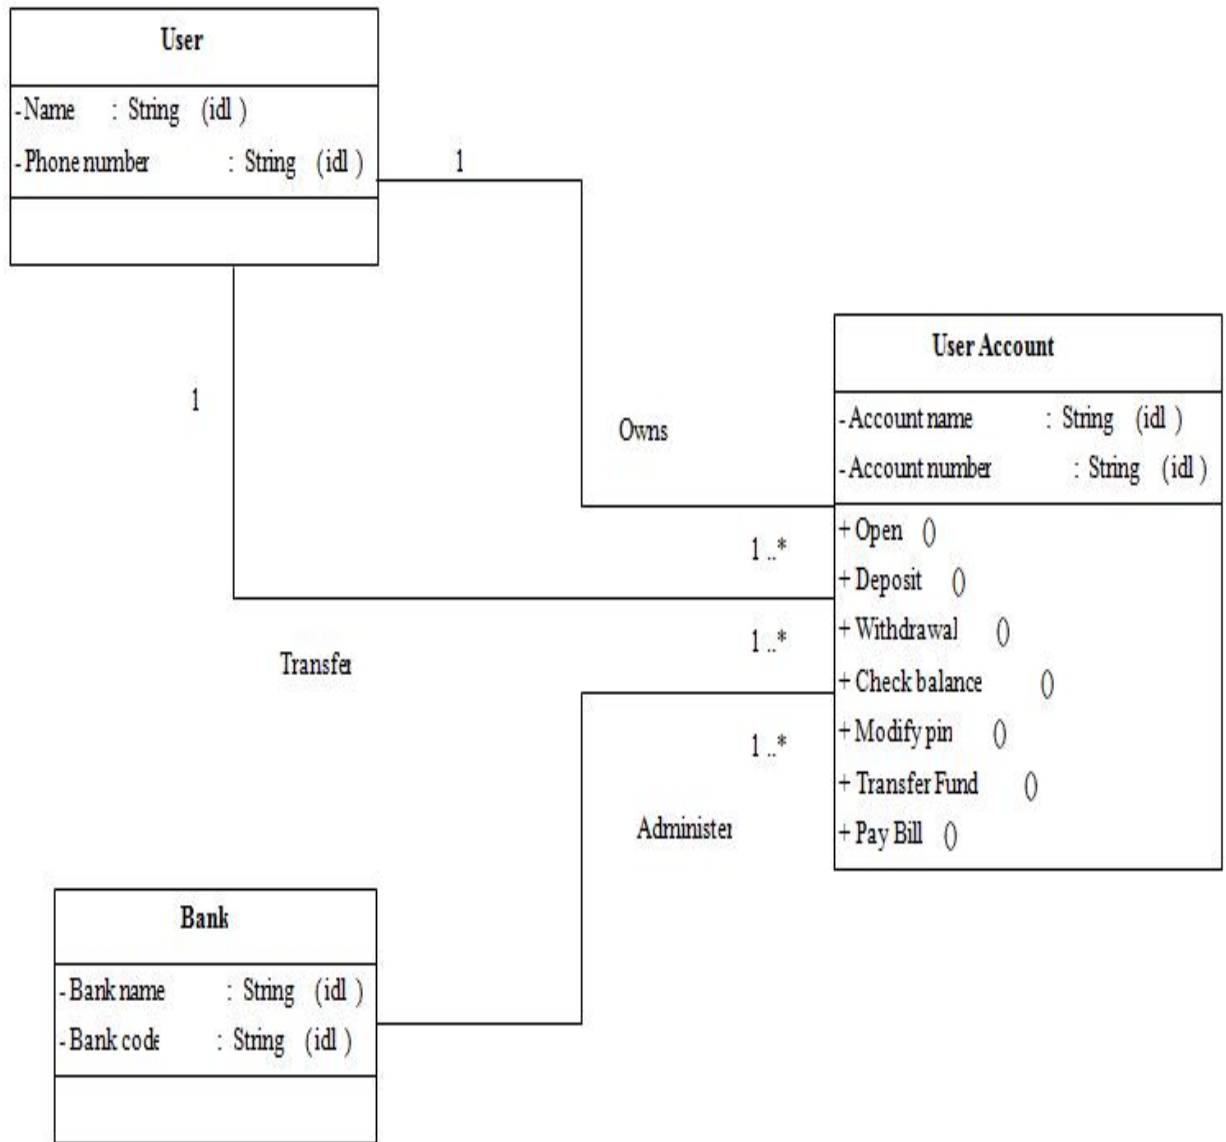 User
- Name : String (idl)
- Phone number : String (idl)
1
1
Owns
User Account
- Account name : String (idl)
- Account number : String (idl)
+ Open ()
+ Deposit ()
+ Withdrawal ()
+ Check balance ()
+ Modify pin ()
+ Transfer Fund ()
+ Pay Bill ()
1..*
1..*
1..*
Transfer
Administer
Bank
- Bank name : String (idl)
- Bank code : String (idl)